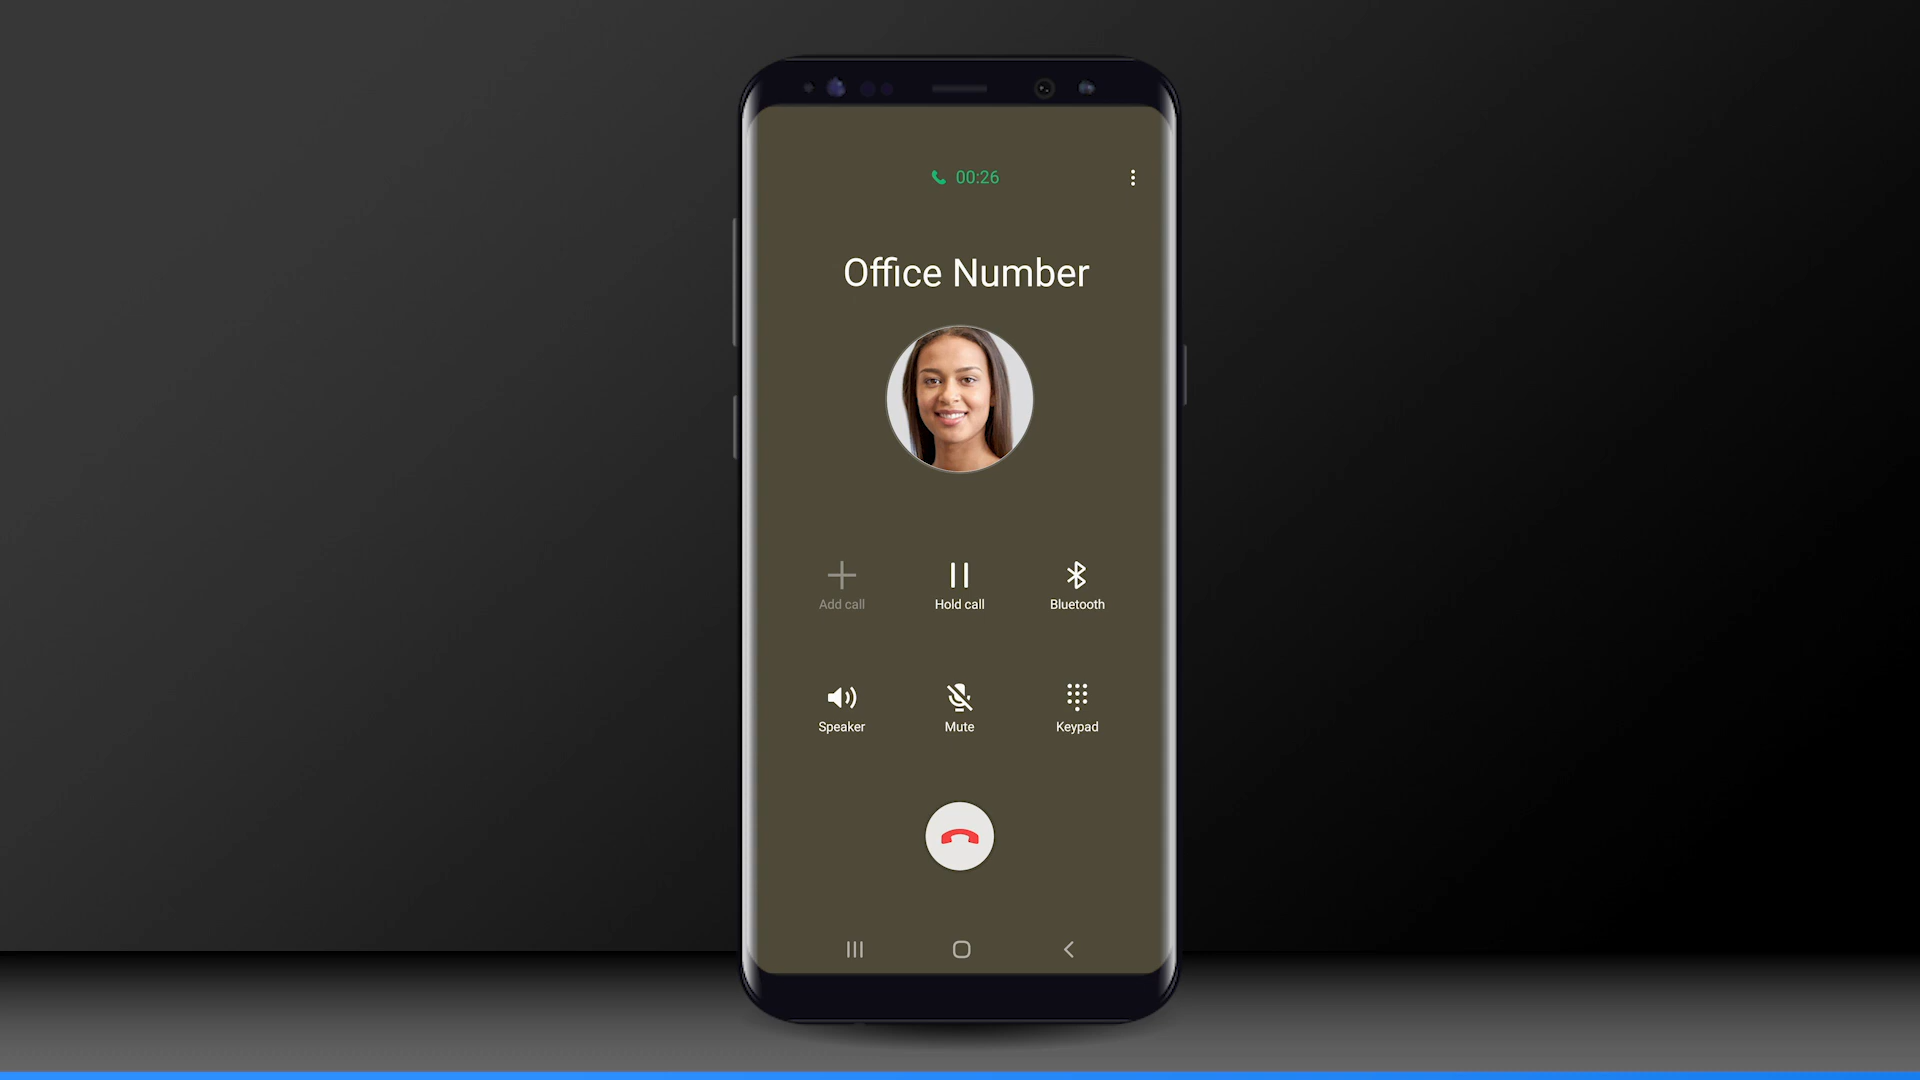 00:26
Office Number
Add call
Hold call
Bluetooth
Speaker
Mute
Keypad